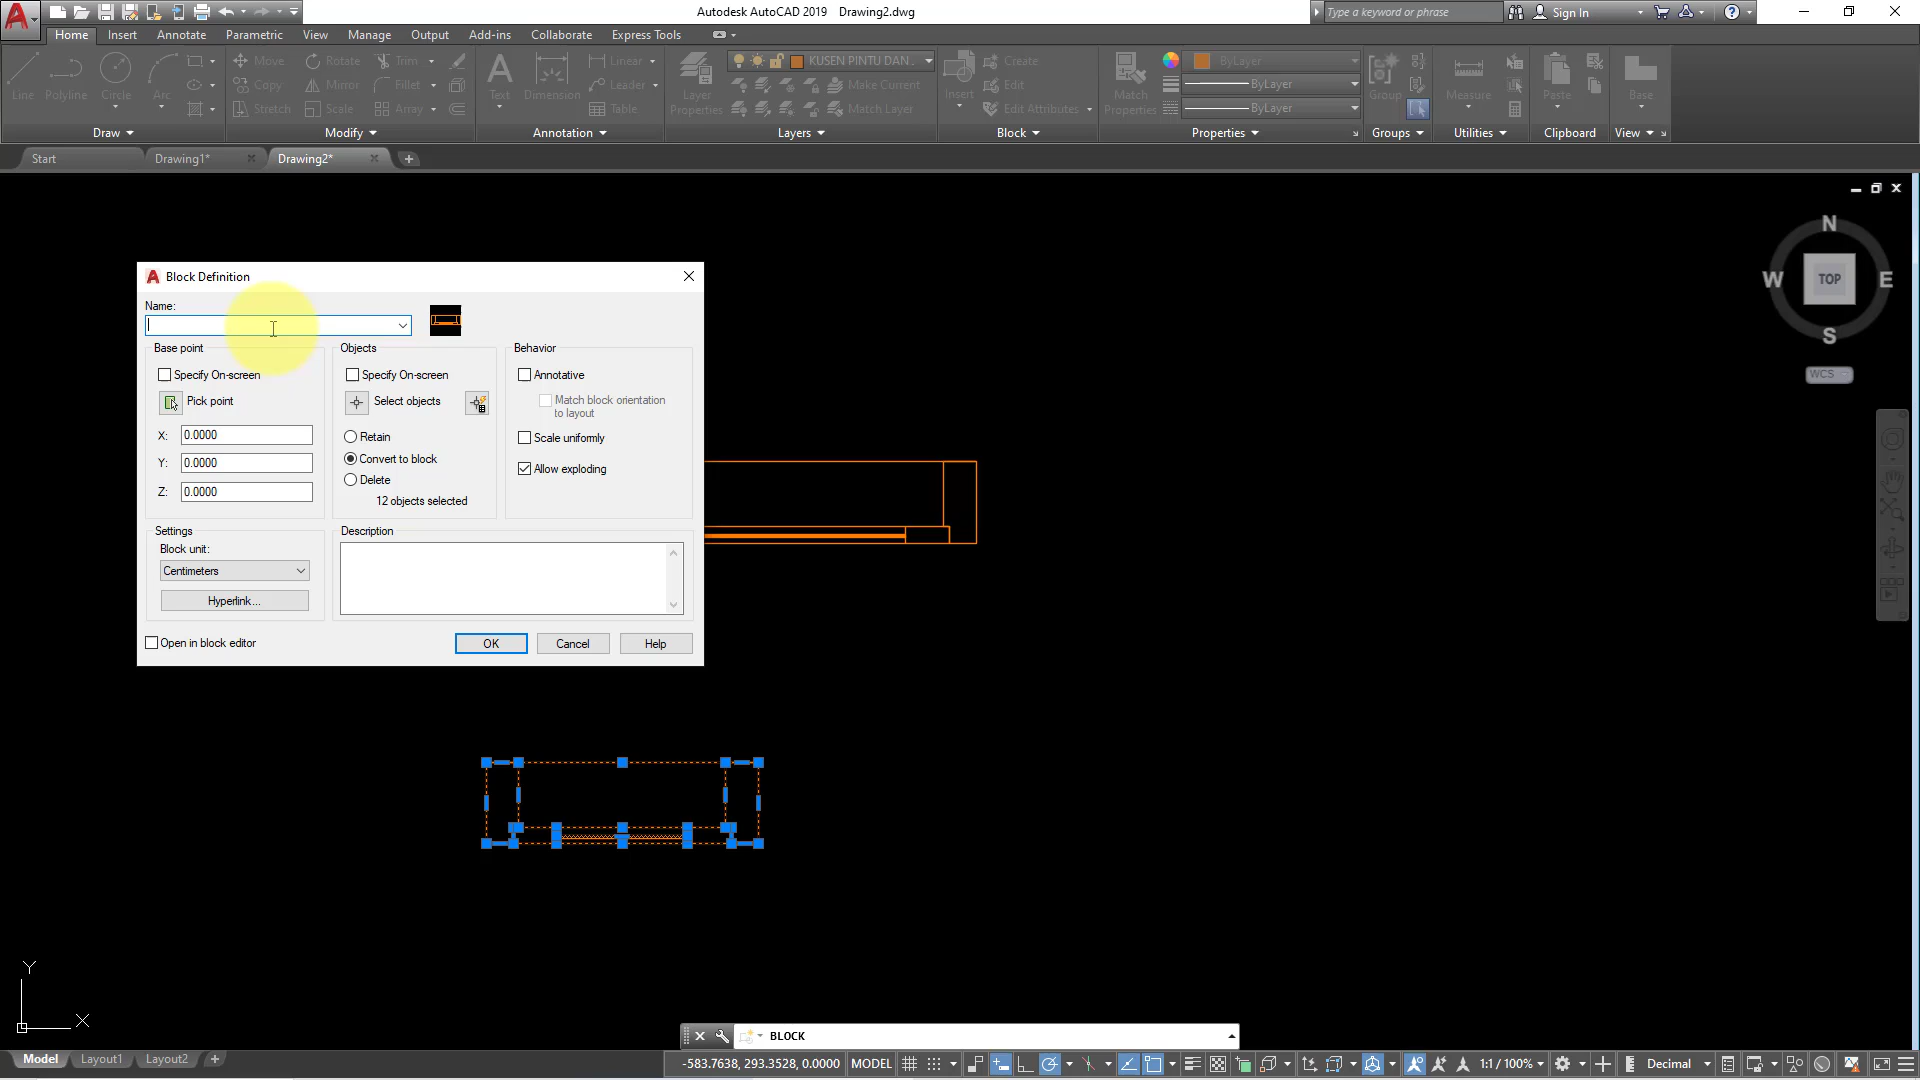 Autodesk AutoCAD 2019 Drawing2.dwg
Type a keyword or phrase
Sign In
Home Insert Annotate Parametric View Manage Output Add-ins Collaborate Express Tools
Line Polyline Circle Arc
Move Rotate Trim
Copy Mirror Fillet
Stretch Scale Array
Text Dimension
Linear
Leader
Table
Layer Properties
KUSEN PINTU DAN .
Make Current
Match Layer
Insert
Create
Edit
Edit Attributes
Match Properties
ByLayer
ByLayer
ByLayer
Group
Measure
Paste
Base
Draw Modify Annotation Layers Block Properties Groups Utilities Clipboard View
Start Drawing1* Drawing2*
N
W TOP E
S
WCS
Block Definition
Name:
Base point
Specify On-screen
Pick point
X: 0.0000
Y: 0.0000
Z: 0.0000
Objects
Specify On-screen
Select objects
Retain
Convert to block
Delete
12 objects selected
Behavior
Annotative
Match block orientation
to layout
Scale uniformly
Allow exploding
Settings
Block unit:
Centimeters
Hyperlink...
Description
Open in block editor
OK Cancel Help
Y
X
BLOCK
Model Layout1 Layout2
-583.7638, 293.3528, 0.0000 MODEL 1:1 / 100% Decimal